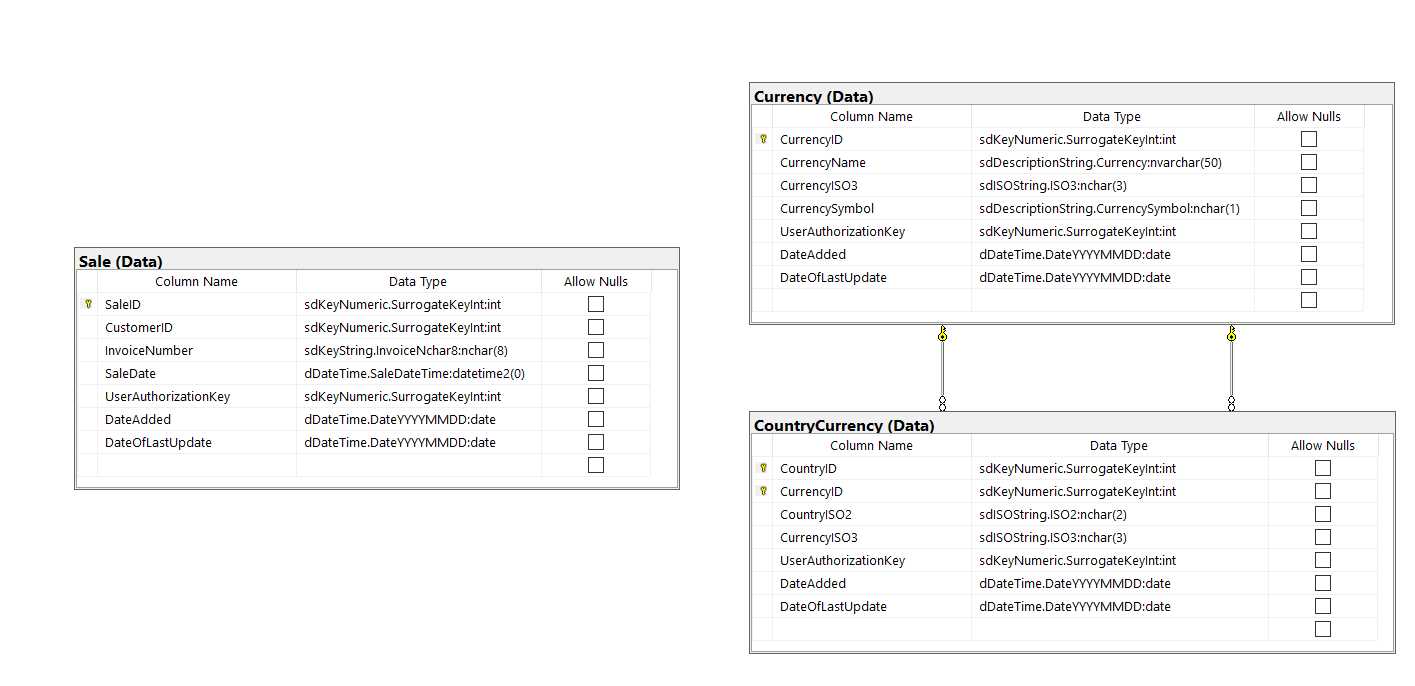 Currency (Data)
Column Name Data Type Allow Nulls
CurrencyID sdKeyNumeric.SurrogateKeyInt:int
CurrencyName sdDescriptionString.Currency:nvarchar(50)
CurrencyISO3 sdISOString.ISO3:nchar(3)
CurrencySymbol sdDescriptionString.CurrencySymbol:nchar(1)
UserAuthorizationKey sdKeyNumeric.SurrogateKeyInt:int
DateAdded dDateTime.DateYYYYMMDD:date
DateOfLastUpdate dDateTime.DateYYYYMMDD:date
Sale (Data)
Column Name Data Type Allow Nulls
SaleID sdKeyNumeric.SurrogateKeyInt:int
CustomerID sdKeyNumeric.SurrogateKeyInt:int
InvoiceNumber sdKeyString.InvoiceNchar8:nchar(8)
SaleDate dDateTime.SaleDateTime:datetime2(0)
UserAuthorizationKey sdKeyNumeric.SurrogateKeyInt:int
DateAdded dDateTime.DateYYYYMMDD:date
DateOfLastUpdate dDateTime.DateYYYYMMDD:date
CountryCurrency (Data)
Column Name Data Type Allow Nulls
CountryID sdKeyNumeric.SurrogateKeyInt:int
CurrencyID sdKeyNumeric.SurrogateKeyInt:int
CountryISO2 sdISOString.ISO2:nchar(2)
CurrencyISO3 sdISOString.ISO3:nchar(3)
UserAuthorizationKey sdKeyNumeric.SurrogateKeyInt:int
DateAdded dDateTime.DateYYYYMMDD:date
DateOfLastUpdate dDateTime.DateYYYYMMDD:date